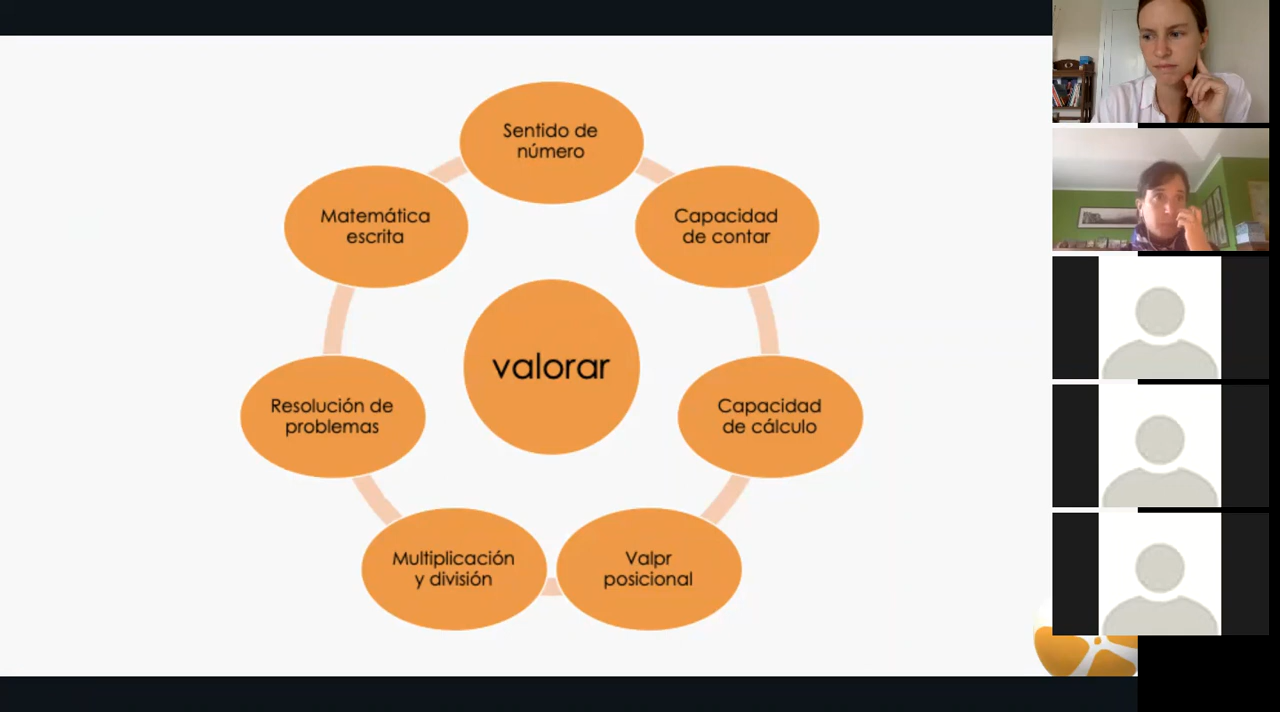 Sentido de
número
Matemática
escrita
Capacidad
de contar
valorar
Resolución de
problemas
Capacidad
de cálculo
Multiplicación
y división
Valpr
posicional